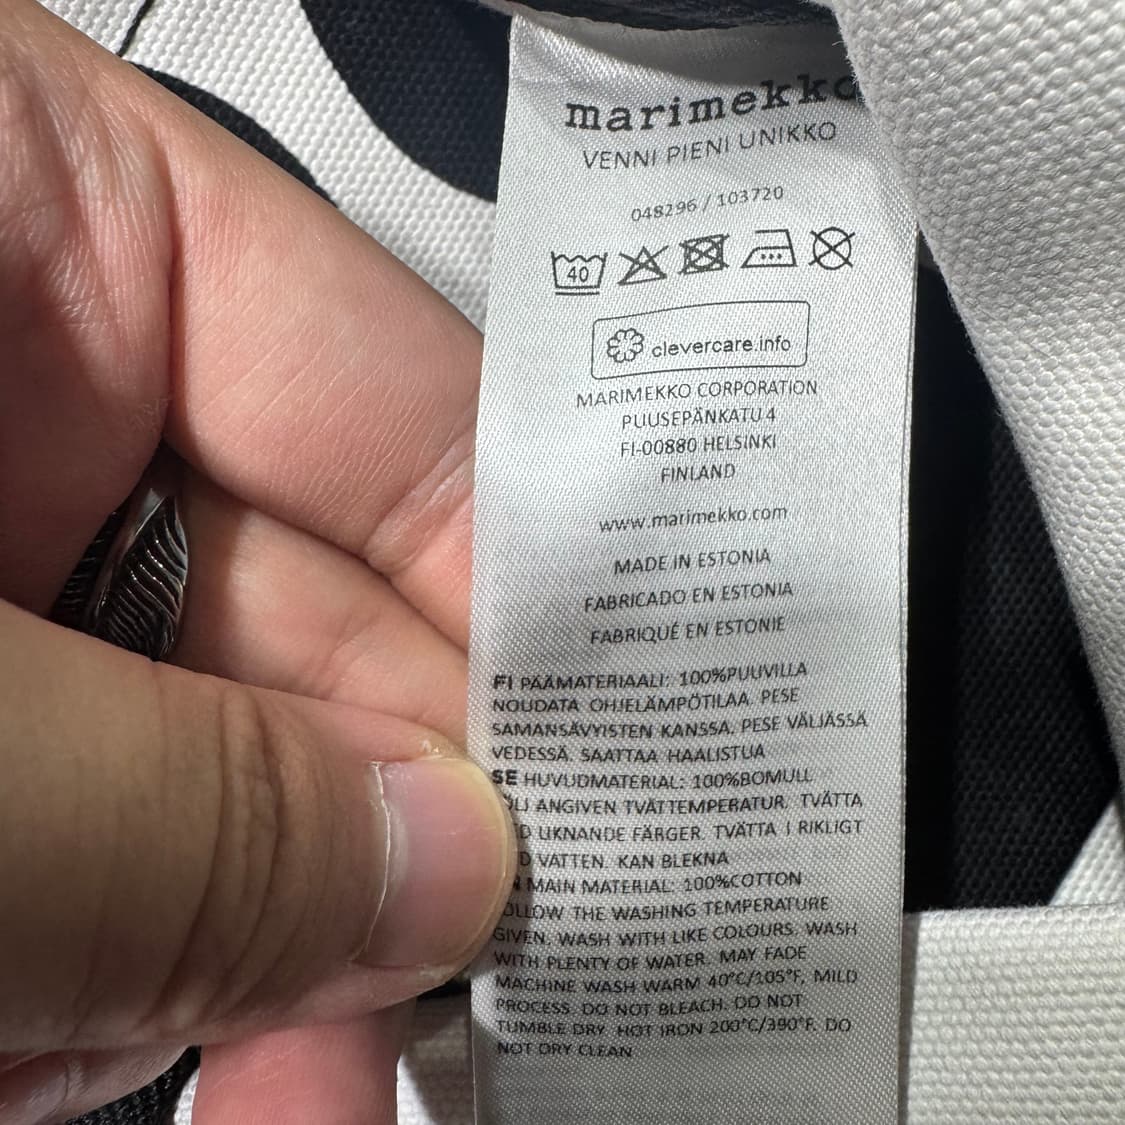 marimekko
VENNI PIENI UNIKKO
048296 / 103720
40
clevercare.info
MARIMEKKO CORPORATION
PUUSEPÄNKATU 4
FI-00880 HELSINKI
FINLAND
www.marimekko.com
MADE IN ESTONIA
FABRICADO EN ESTONIA
FABRIQUÉ EN ESTONIE
FI PÄÄMATERIAALI: 100%PUUVILLA
NOUDATA OHJELÄMPÖTILAA. PESE
SAMANSÄVYISTEN KANSSA. PESE VÄLJÄSSÄ
VEDESSÄ. SAATTAA HAALISTUA
SE HUVUDMATERIAL: 100%BOMULL
ANGIVEN TVÄTTEMPERATUR. TVÄTTA
UKNANDE FÄRGER. TVÄTTA I RIKLIGT
VATTEN. KAN BLEKNA
MAIN MATERIAL: 100%COTTON
OLLOW THE WASHING TEMPERATURE
GIVEN. WASH WITH LIKE COLOURS. WASH
WITH PLENTY OF WATER. MAY FADE
MACHINE WASH WARM 40°C/105°F, MILD
PROCESS. DO NOT BLEACH. DO NOT
TUMBLE DRY. HOT IRON 200°C/390°F. DO
NOT DRY CLEAN